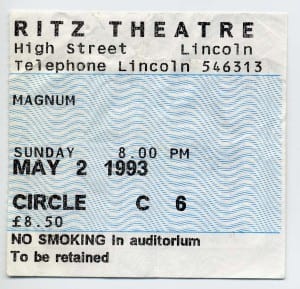 RITZ THEATRE
High Street Lincoln
Telephone Lincoln 546313
MAGNUM
SUNDAY 8.00 PM
MAY 2 1993
CIRCLE C 6
£8.50
NO SMOKING in auditorium
To be retained